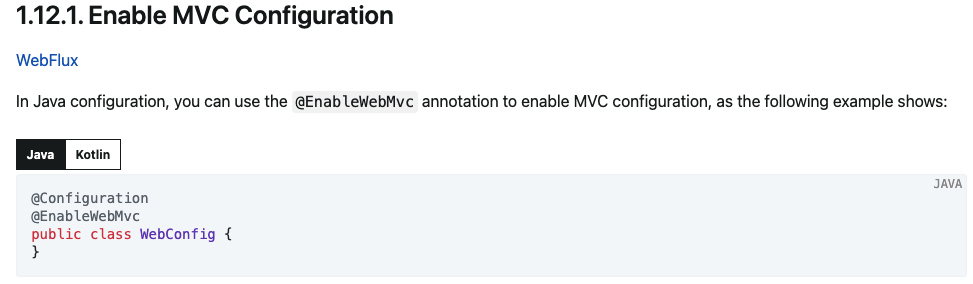 1.12.1. Enable MVC Configuration
WebFlux
In Java configuration, you can use the @EnableWebMvc annotation to enable MVC configuration, as the following example shows:
Java Kotlin
JAVA
@Configuration
@EnableWebMvc
public class WebConfig {
}